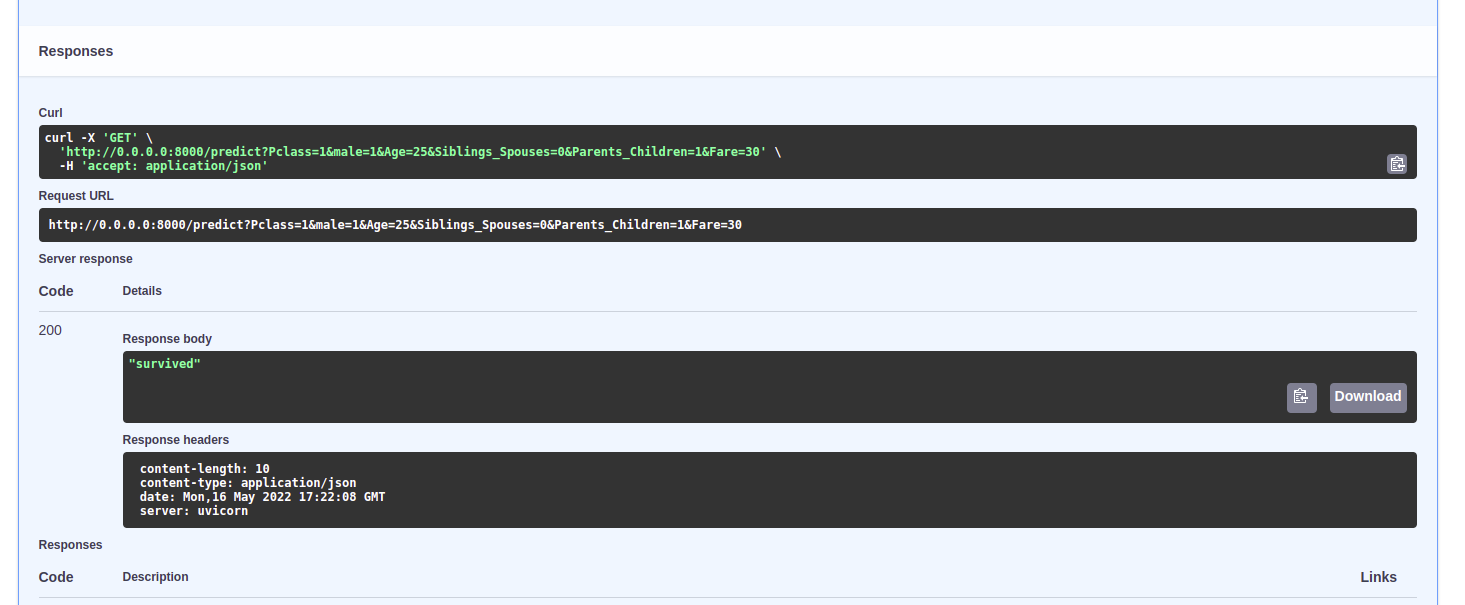 Responses
Curl
curl -X 'GET' \
'http://0.0.0.0:8000/predict?Pclass=1&male=1&Age=25&Siblings_Spouses=0&Parents_Children=1&Fare=30' \
-H 'accept: application/json'
Request URL
http://0.0.0.0:8000/predict?Pclass=1&male=1&Age=25&Siblings_Spouses=0&Parents_Children=1&Fare=30
Server response
Code Details
200
Response body
"survived"
Download
Response headers
content-length: 10
content-type: application/json
date: Mon,16 May 2022 17:22:08 GMT
server: uvicorn
Responses
Code Description Links